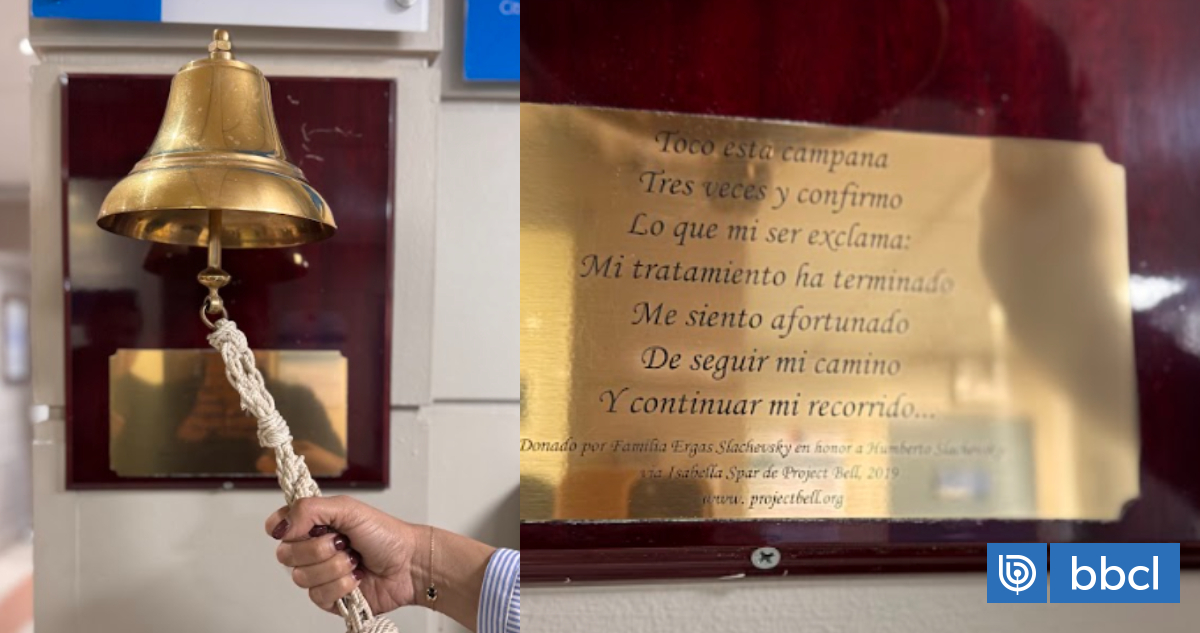 Toco esta campana
Tres veces y confirmo
Lo que mi ser exclama:
Mi tratamiento ha terminado
Me siento afortunado
De seguir mi camino
Y continuar mi recorrido...
Donado por Familia Ergas Slachevsky en honor a Humberto Slachevsky
via Isabella Spar de Project Bell, 2019
www. projectbell.org
bbcl